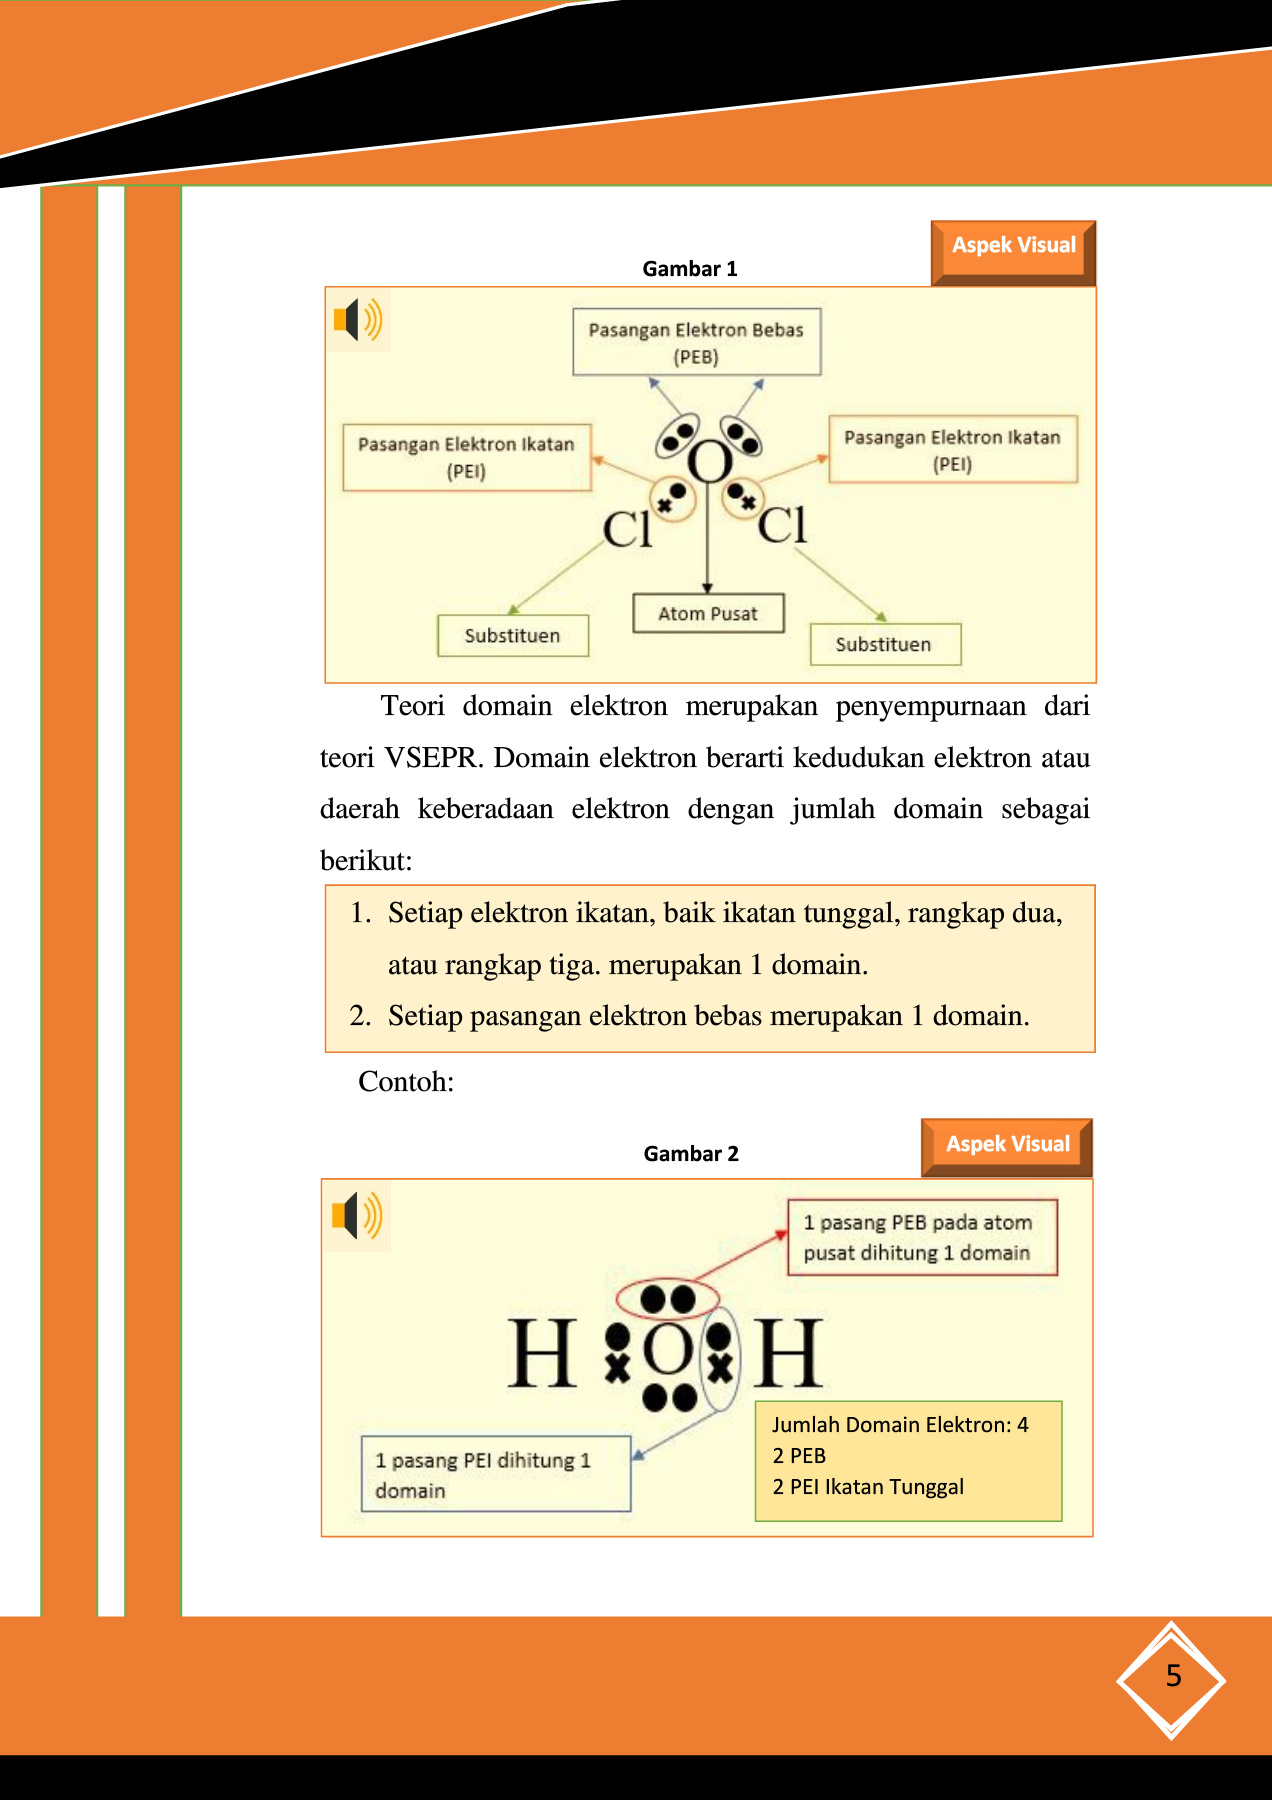 Aspek Visual
Gambar 1
Pasangan Elektron Bebas
(PEB)
Pasangan Elektron Ikatan
(PEI)
Pasangan Elektron Ikatan
(PEI)
O
Cl
Cl
Atom Pusat
Substituen
Substituen
Teori domain elektron merupakan penyempurnaan dari
teori VSEPR. Domain elektron berarti kedudukan elektron atau
daerah keberadaan elektron dengan jumlah domain sebagai
berikut:
1. Setiap elektron ikatan, baik ikatan tunggal, rangkap dua,
atau rangkap tiga. merupakan 1 domain.
2. Setiap pasangan elektron bebas merupakan 1 domain.
Contoh:
Aspek Visual
Gambar 2
1 pasang PEB pada atom
pusat dihitung 1 domain
H O H
1 pasang PEI dihitung 1
domain
Jumlah Domain Elektron: 4
2 PEB
2 PEI Ikatan Tunggal
5